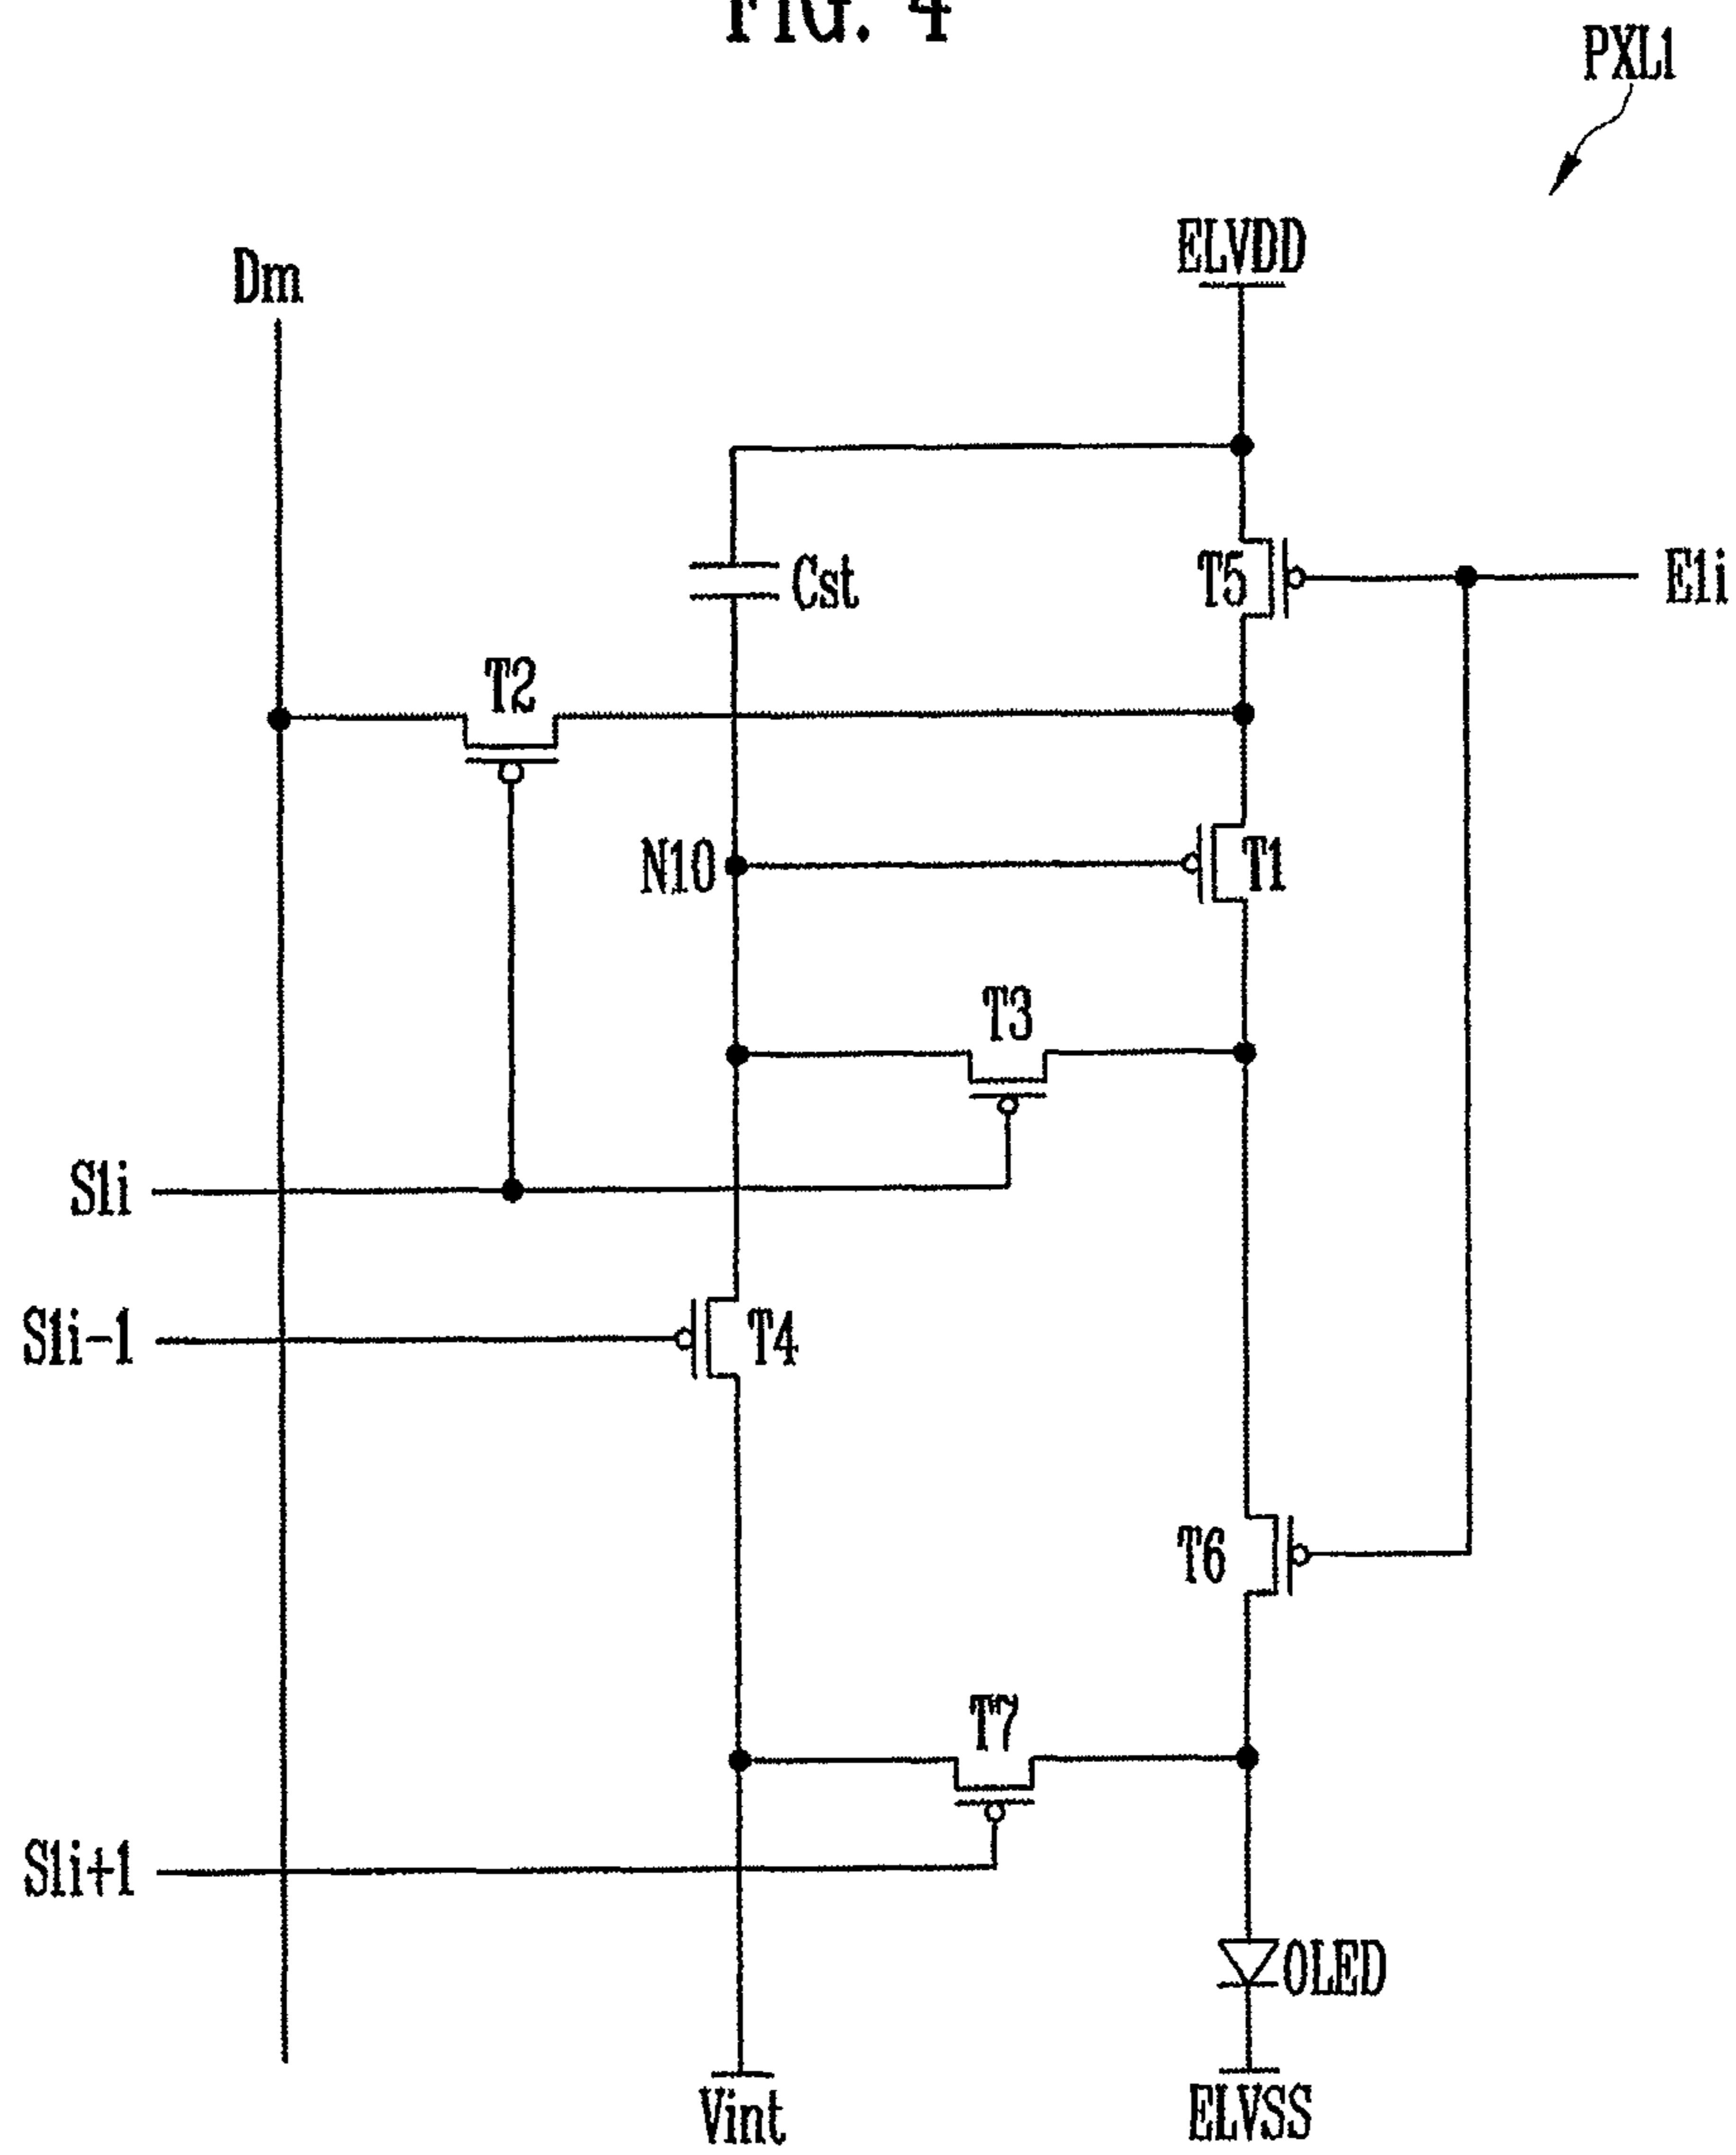 FIG. 4
PXL1
ELVDD
Dm
Cst
T5
E1i
T2
N10
T1
T3
S1i
S1i-1
T4
T6
T7
S1i+1
OLED
Vint
ELVSS